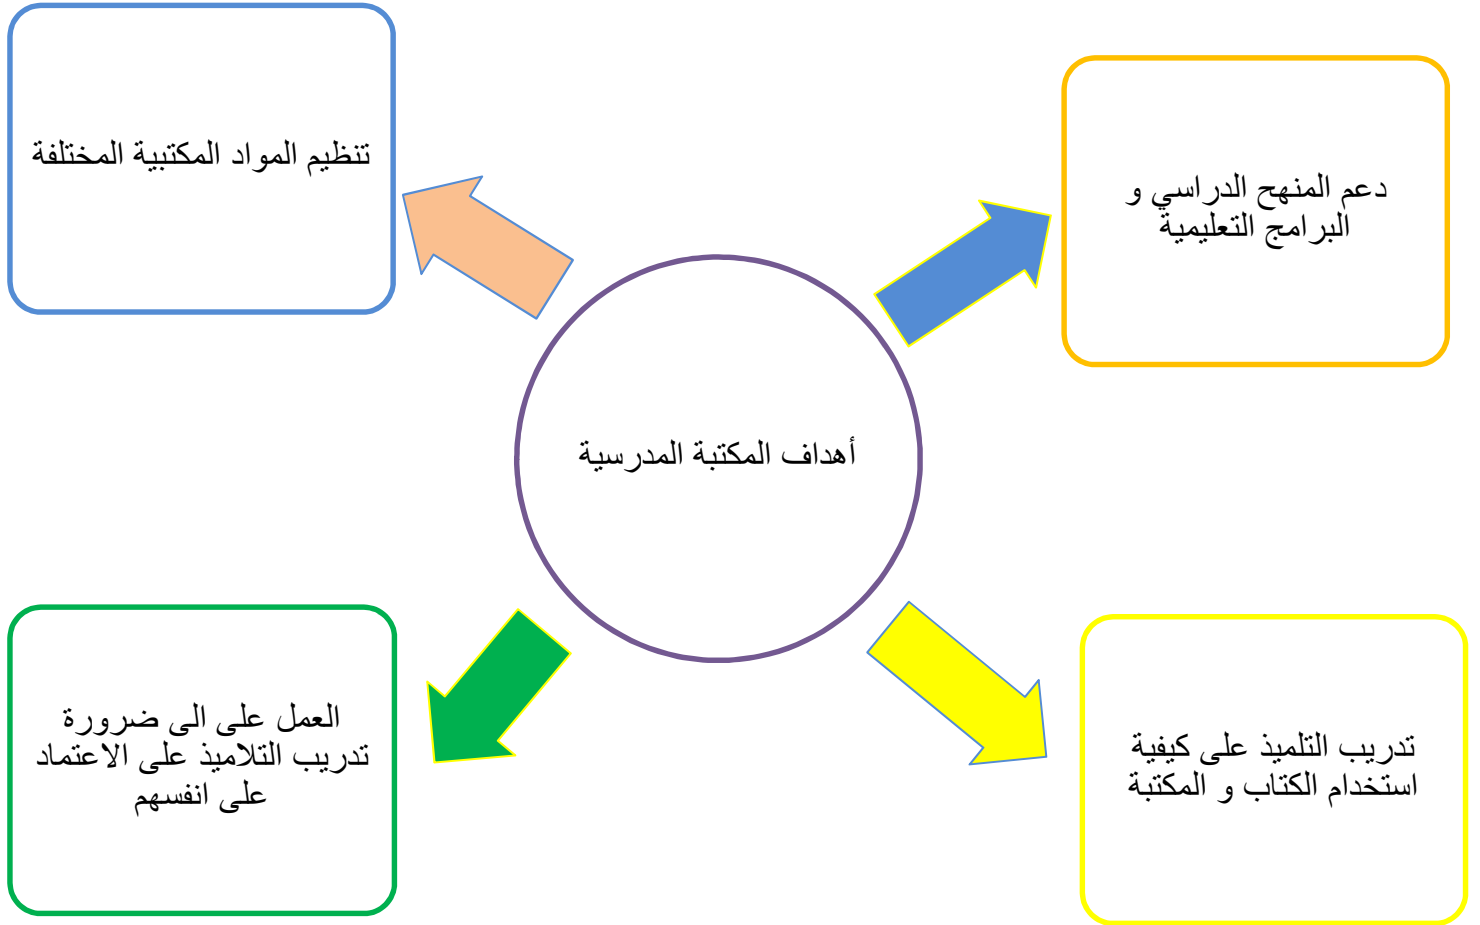 تنظيم المواد المكتبية المختلفة
دعم المنهح الدراسي و
البرامج التعليمية
أهداف المكتبة المدرسية
العمل على الى ضرورة
تدريب التلاميذ على الاعتماد
على انفسهم
تدريب التلميذ على كيفية
استخدام الكتاب و المكتبة